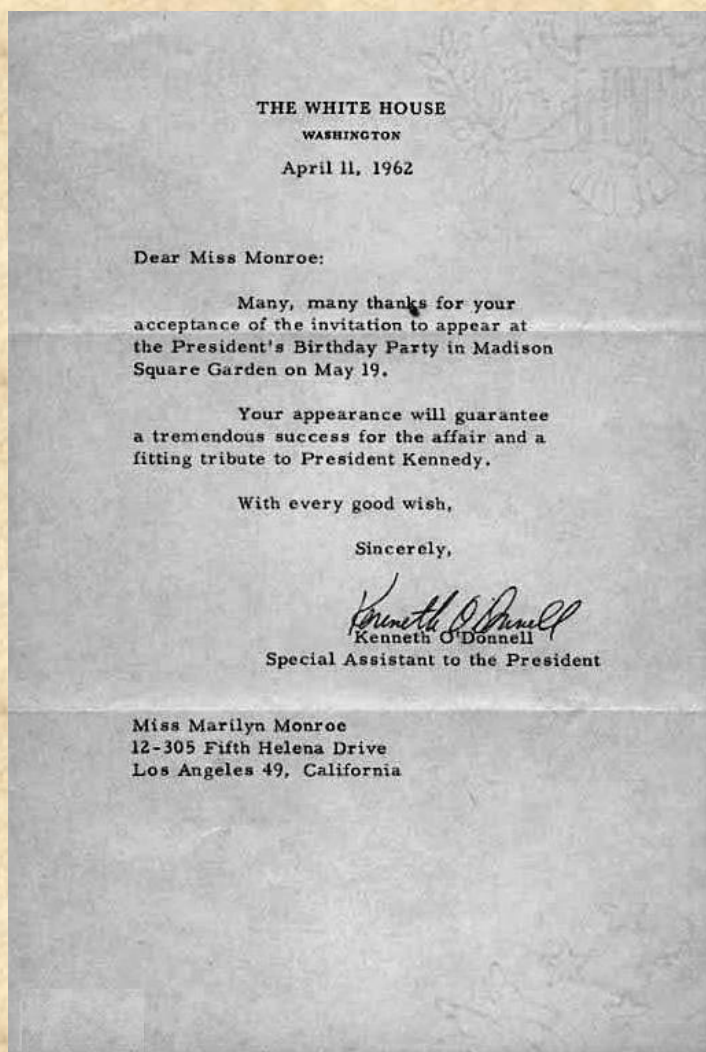 THE WHITE HOUSE
WASHINGTON
April 11, 1962
Dear Miss Monroe:
Many, many thanks for your
acceptance of the invitation to appear at
the President's Birthday Party in Madison
Square Garden on May 19.
Your appearance will guarantee
a tremendous success for the affair and a
fitting tribute to President Kennedy.
With every good wish,
Sincerely,
Kenneth O'Donnell
Kenneth O'Donnell
Special Assistant to the President
Miss Marilyn Monroe
12-305 Fifth Helena Drive
Los Angeles 49, California